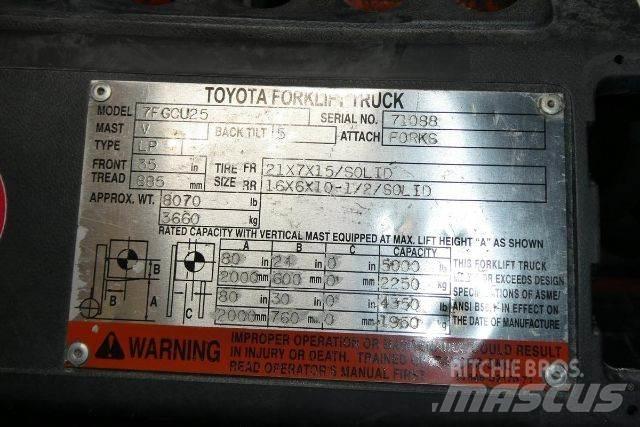 TOYOTA FORKLIFT TRUCK
MODEL 7FGCU25 SERIAL NO. 71088
MAST V BACK TILT 5 ATTACH FORKS
TYPE LP
FRONT 35 in TIRE FR 21X7X15/SOLID
TREAD 885 mm SIZE RR 16X6X10-1/2/SOLID
APPROX. WT. 8070 lb
3660 kg
RATED CAPACITY WITH VERTICAL MAST EQUIPPED AT MAX. LIFT HEIGHT "A" AS SHOWN
A B C CAPACITY
80 in 24 in 0 in 5000 lb THIS FORKLIFT TRUCK
2000 mm 600 mm 0 mm 2250 kg OR EXCEEDS DESIGN
80 in 30 in 0 in 4350 lb SPECIFICATIONS OF ASME/
2000 mm 760 mm 0 mm 1960 kg ANSI B56.1 IN EFFECT ON
THE DATE OF MANUFACTURE
B B
A C
WARNING
IMPROPER OPERATION OR COULD RESULT
IN INJURY OR DEATH. TRAINED
READ OPERATOR'S MANUAL FIRST.
RITCHIE BROS.
MASCUS